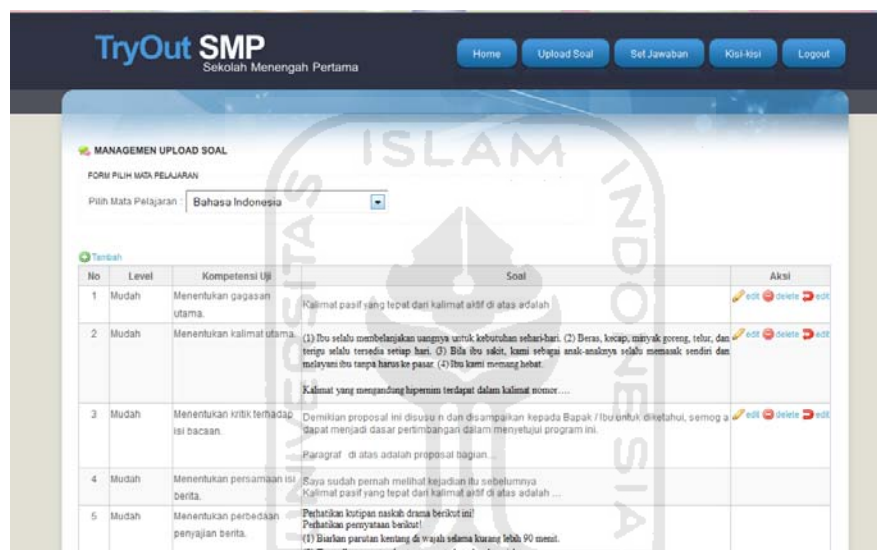 TryOut SMP
Sekolah Menengah Pertama
Home Upload Soal Set Jawaban Kisi-kisi Logout
MANAGEMEN UPLOAD SOAL
FORM PILIH MATA PELAJARAN
Pilih Mata Pelajaran : Bahasa Indonesia
Tambah
No Level Kompetensi Uji Soal Aksi
1 Mudah Menentukan gagasan utama. Kalimat pasif yang tepat dari kalimat aktif di atas adalah edit delete edit
2 Mudah Menentukan kalimat utama. (1) Ibu selalu membelanjakan uangnya untuk kebutuhan sehari-hari. (2) Beras, kecap, minyak goreng, telur, dan edit delete edit
terigu selalu tersedia setiap hari. (3) Bila ibu sakit, kami sebagai anak-anaknya selalu memasak sendiri dan
melayani ibu tanpa harus ke pasar. (4) Ibu kami memang hebat.
Kalimat yang mengandung hipernim terdapat dalam kalimat nomor….
3 Mudah Menentukan kritik terhadap isi bacaan. Demikian proposal ini disusu n dan disampaikan kepada Bapak / Ibu untuk diketahui, semog a edit delete edit
dapat menjadi dasar pertimbangan dalam menyetujui program ini.
Paragraf di atas adalah proposal bagian...
4 Mudah Menentukan persamaan isi berita. Saya sudah pernah melihat kejadian itu sebelumnya
Kalimat pasif yang tepat dari kalimat aktif di atas adalah ....
5 Mudah Menentukan perbedaan penyajian berita. Perhatikan kutipan naskah drama berikut ini!
Perhatikan pernyataan berikut!
(1) Biarkan parutan kentang di wajah selama kurang lebih 90 menit.
UNIVERSITAS ISLAM INDONESIA